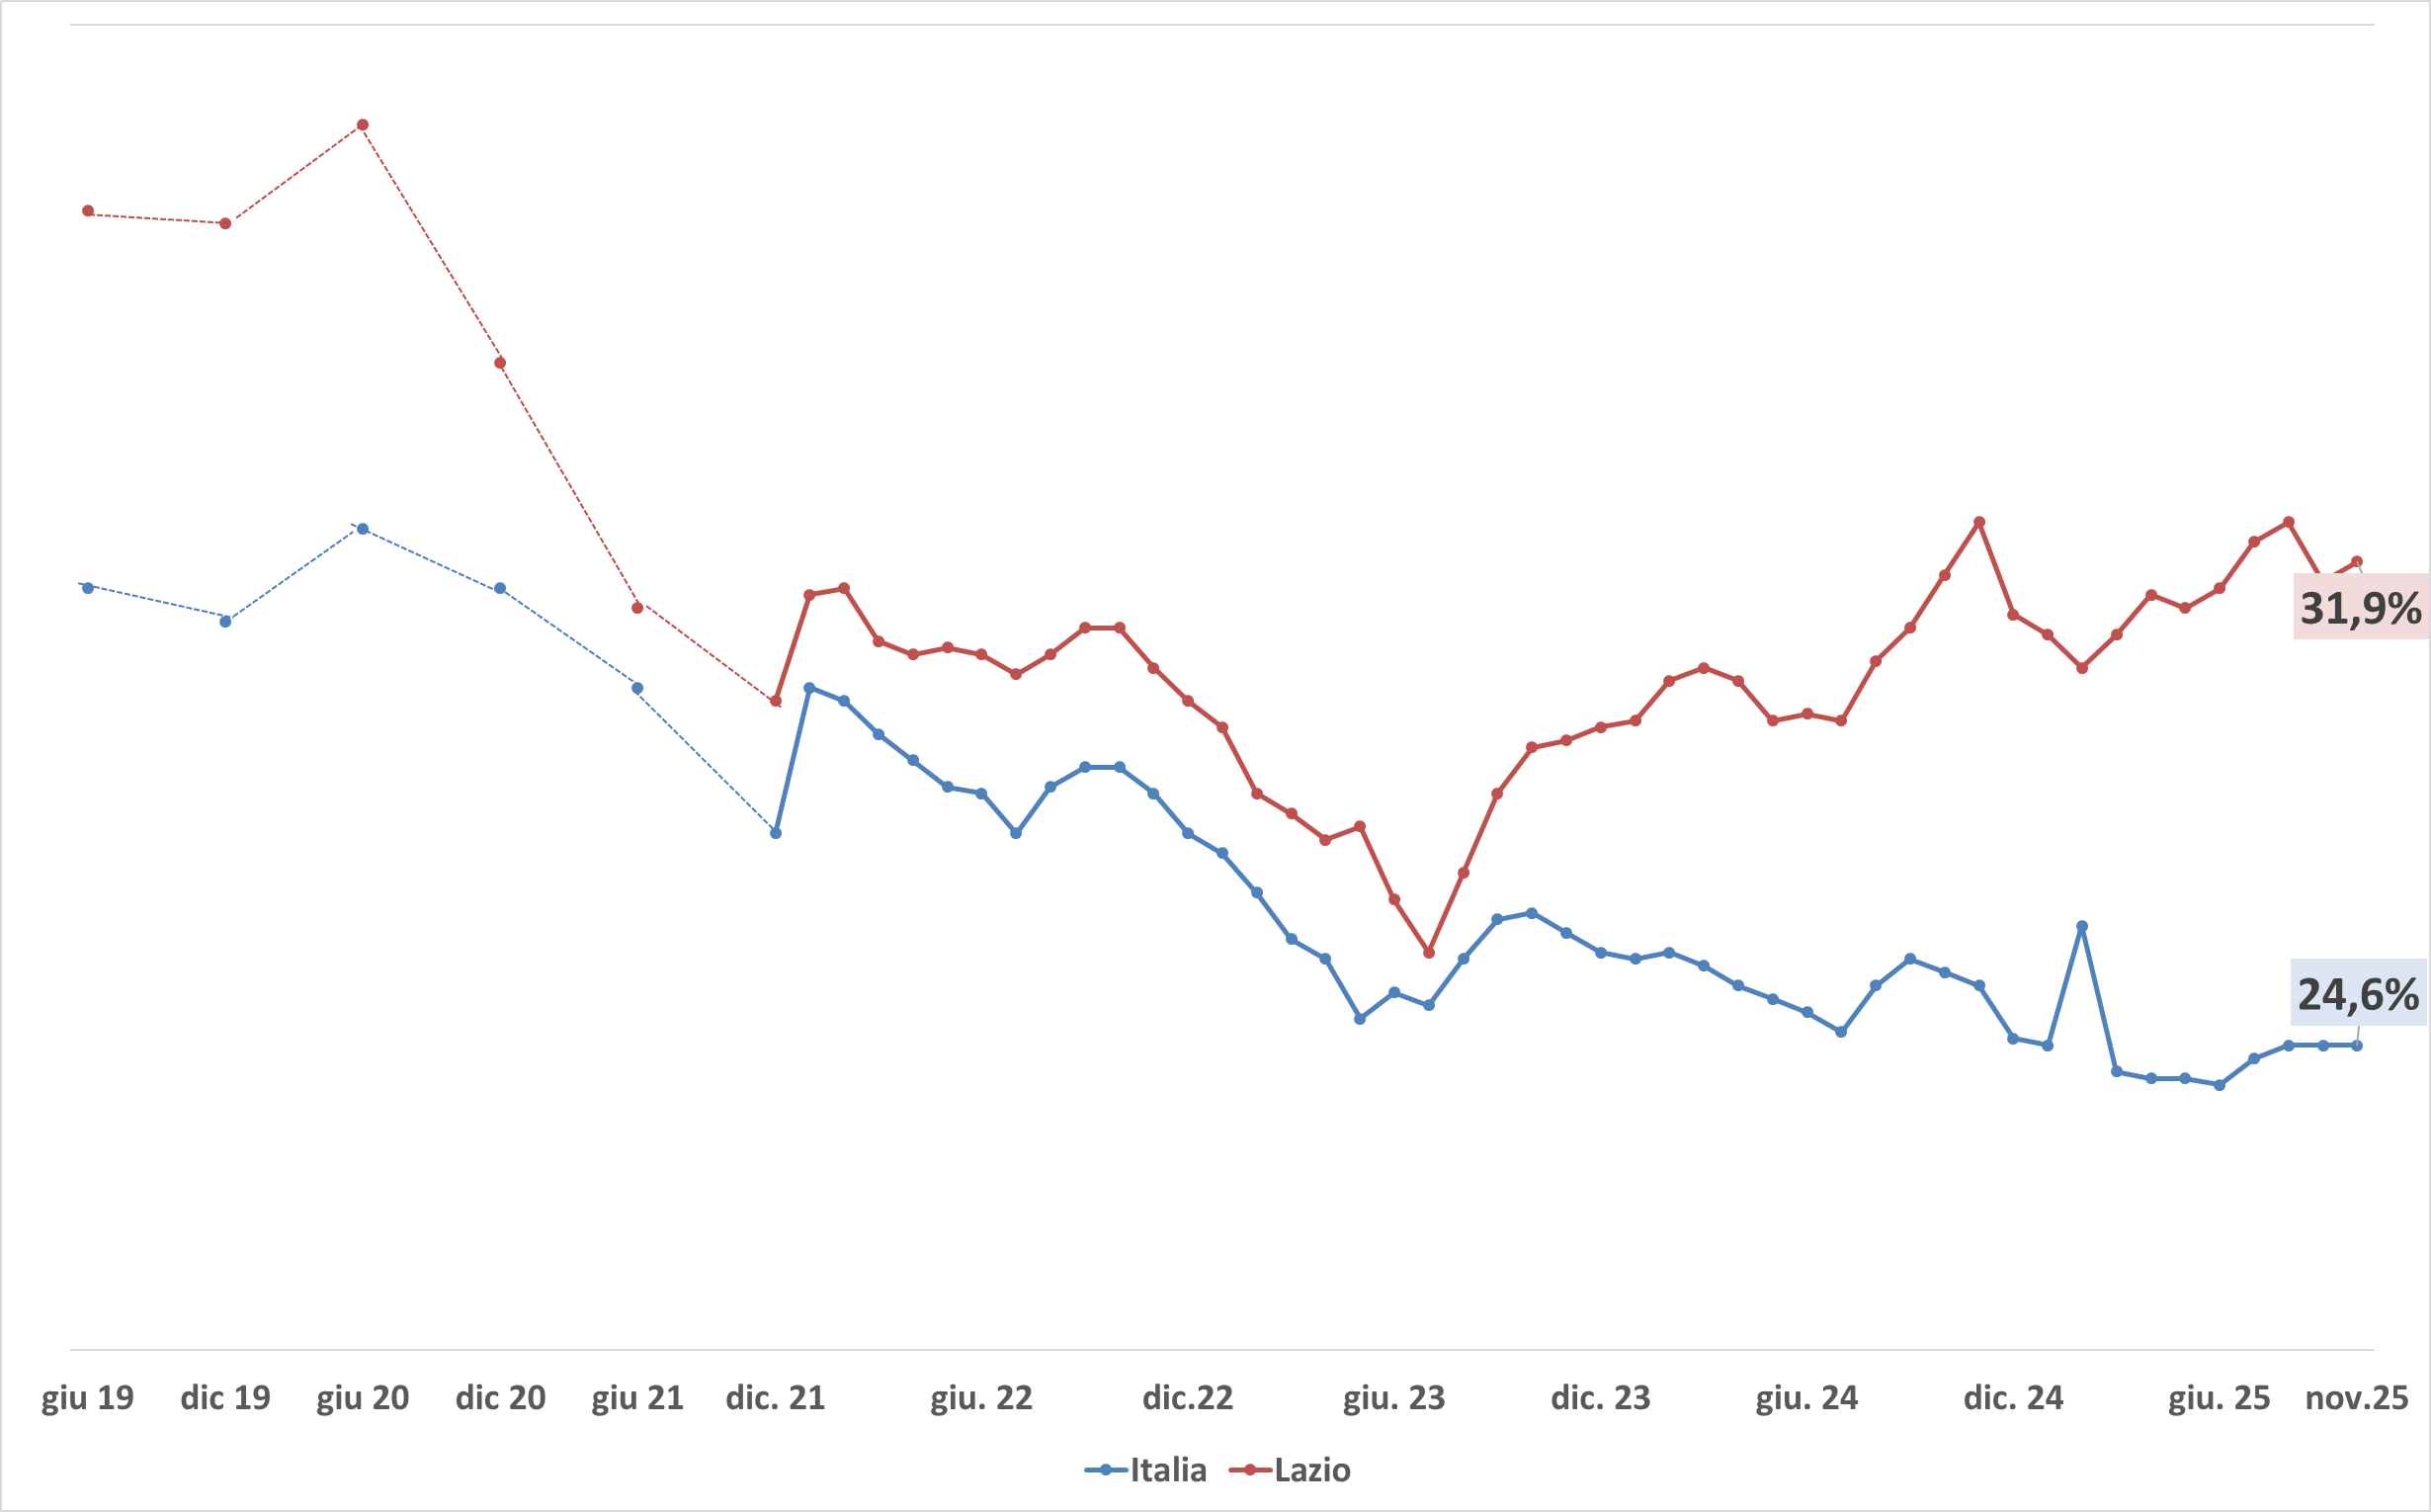 31,9%
24,6%
giu 19 dic 19 giu 20 dic 20 giu 21 dic. 21 giu. 22 dic.22 giu. 23 dic. 23 giu. 24 dic. 24 giu. 25 nov.25
Italia Lazio